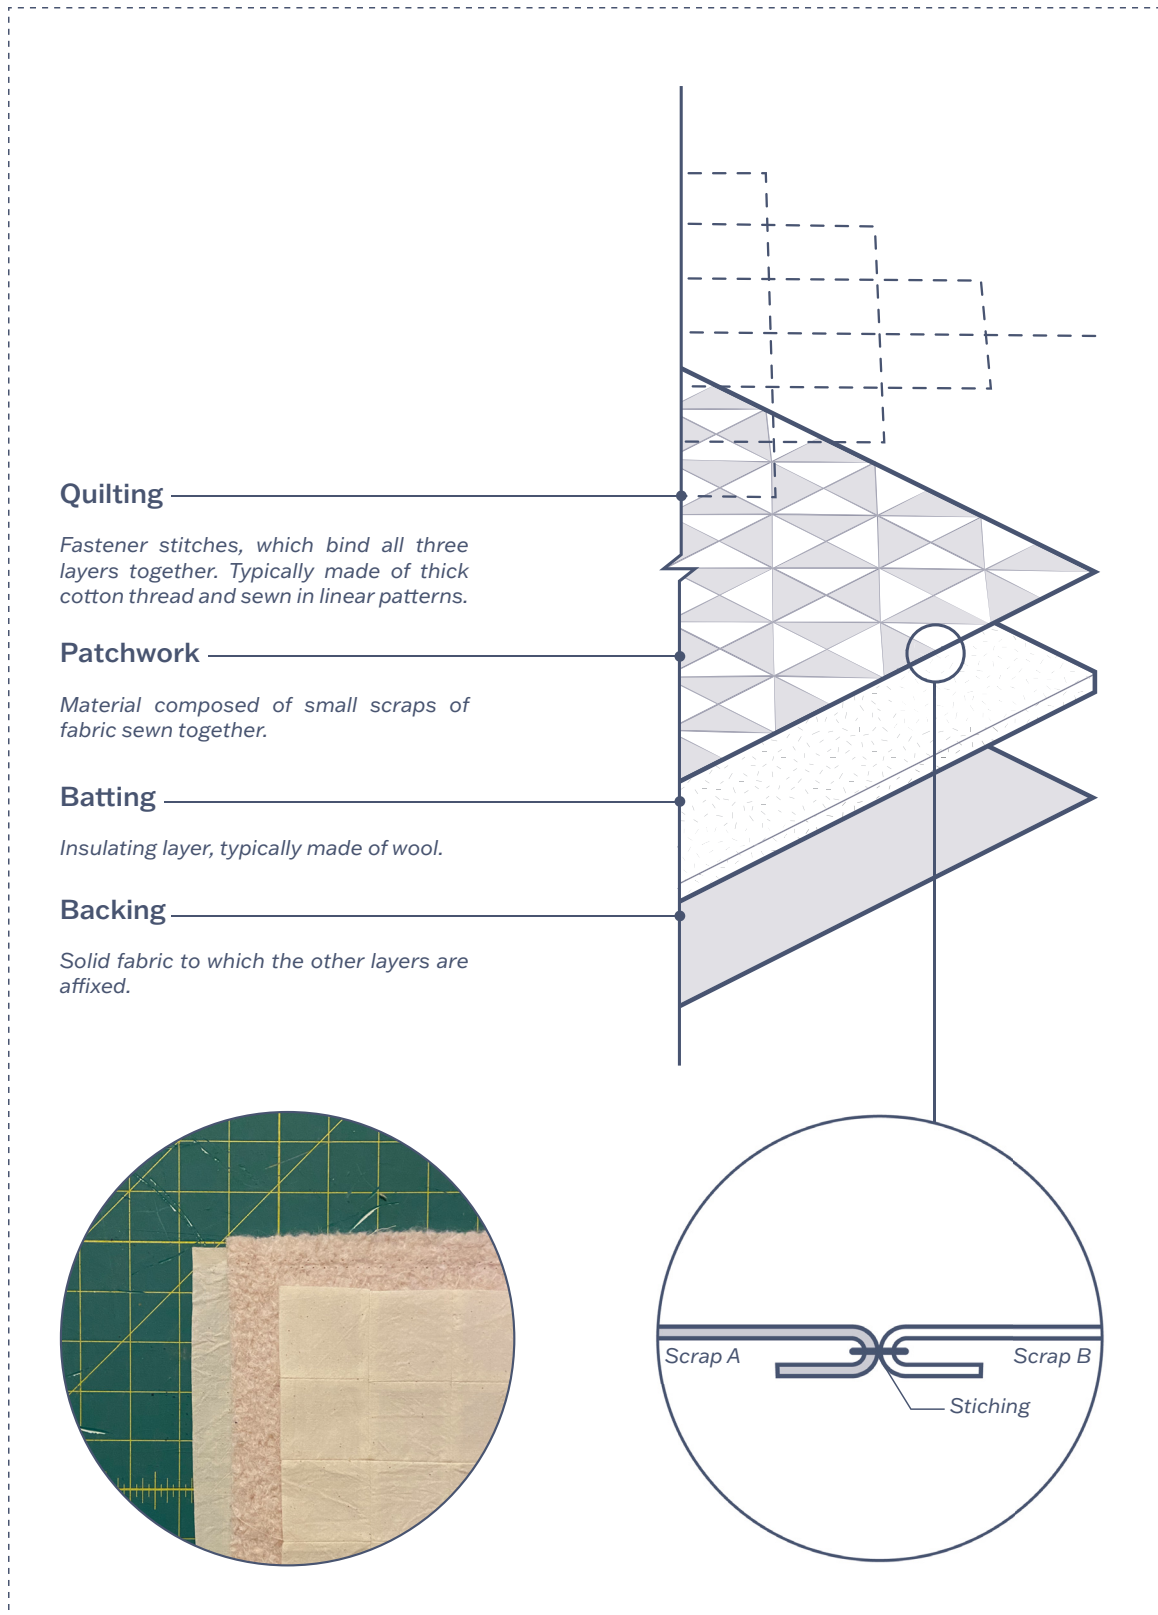 Quilting
Fastener stitches, which bind all three
layers together. Typically made of thick
cotton thread and sewn in linear patterns.
Patchwork
Material composed of small scraps of
fabric sewn together.
Batting
Insulating layer, typically made of wool.
Backing
Solid fabric to which the other layers are
affixed.
Scrap A
Scrap B
Stiching